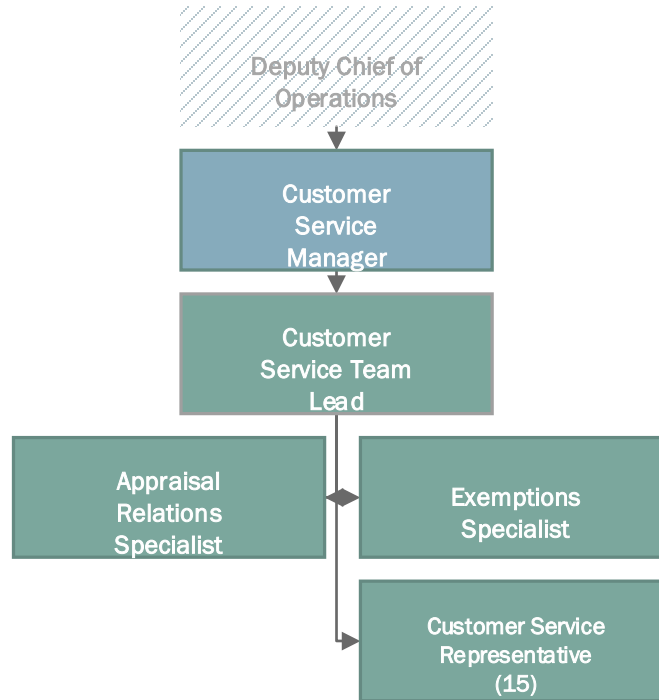 Deputy Chief of
Operations
Customer
Service
Manager
Customer
Service Team
Lead
Appraisal
Relations
Specialist
Exemptions
Specialist
Customer Service
Representative
(15)